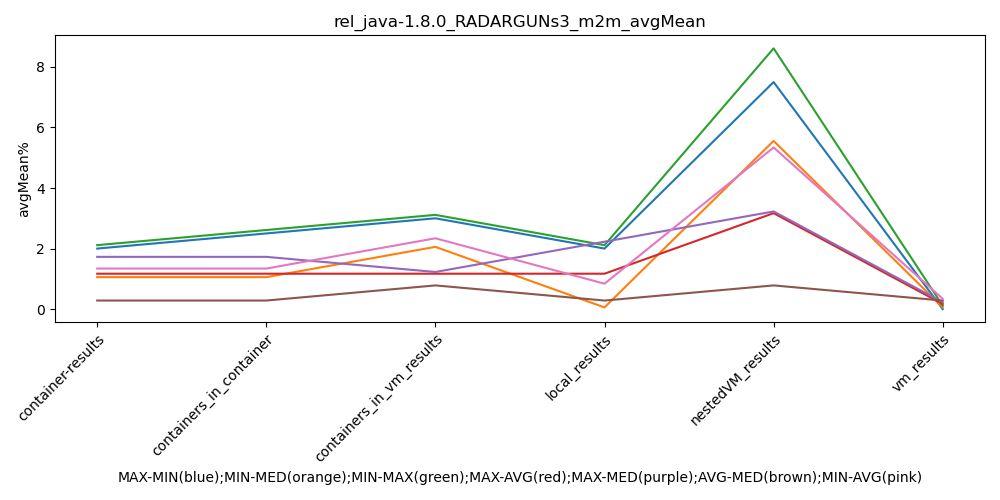 rel_java-1.8.0_RADARGUNs3_m2m_avgMean
avgMean%
8
6
4
2
0
container-results
containers_in_container
containers_in_vm_results
local_results
nestedVM_results
vm_results
MAX-MIN(blue);MIN-MED(orange);MIN-MAX(green);MAX-AVG(red);MAX-MED(purple);AVG-MED(brown);MIN-AVG(pink)